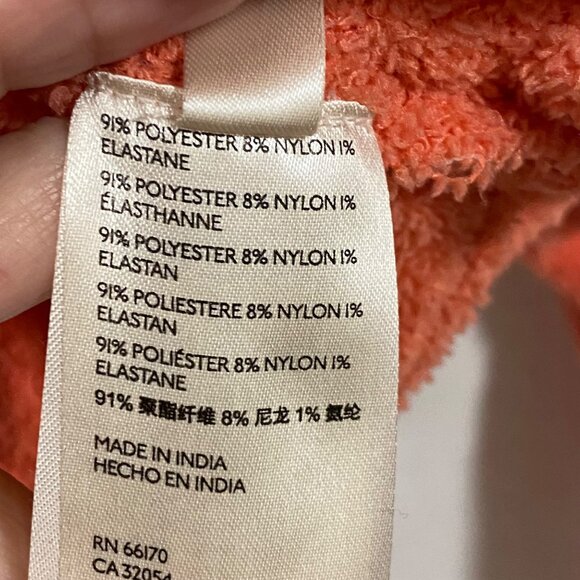 91% POLYESTER 8% NYLON 1%
ELASTANE
91% POLYESTER 8% NYLON 1%
ÉLASTHANNE
91% POLYESTER 8% NYLON 1%
ELASTAN
91% POLIESTERE 8% NYLON 1%
ELASTAN
91% POLIÉSTER 8% NYLON 1%
ELASTANE
91% 聚酯纤维 8% 尼龙 1% 氨纶
MADE IN INDIA
HECHO EN INDIA
RN 66170
CA 32054